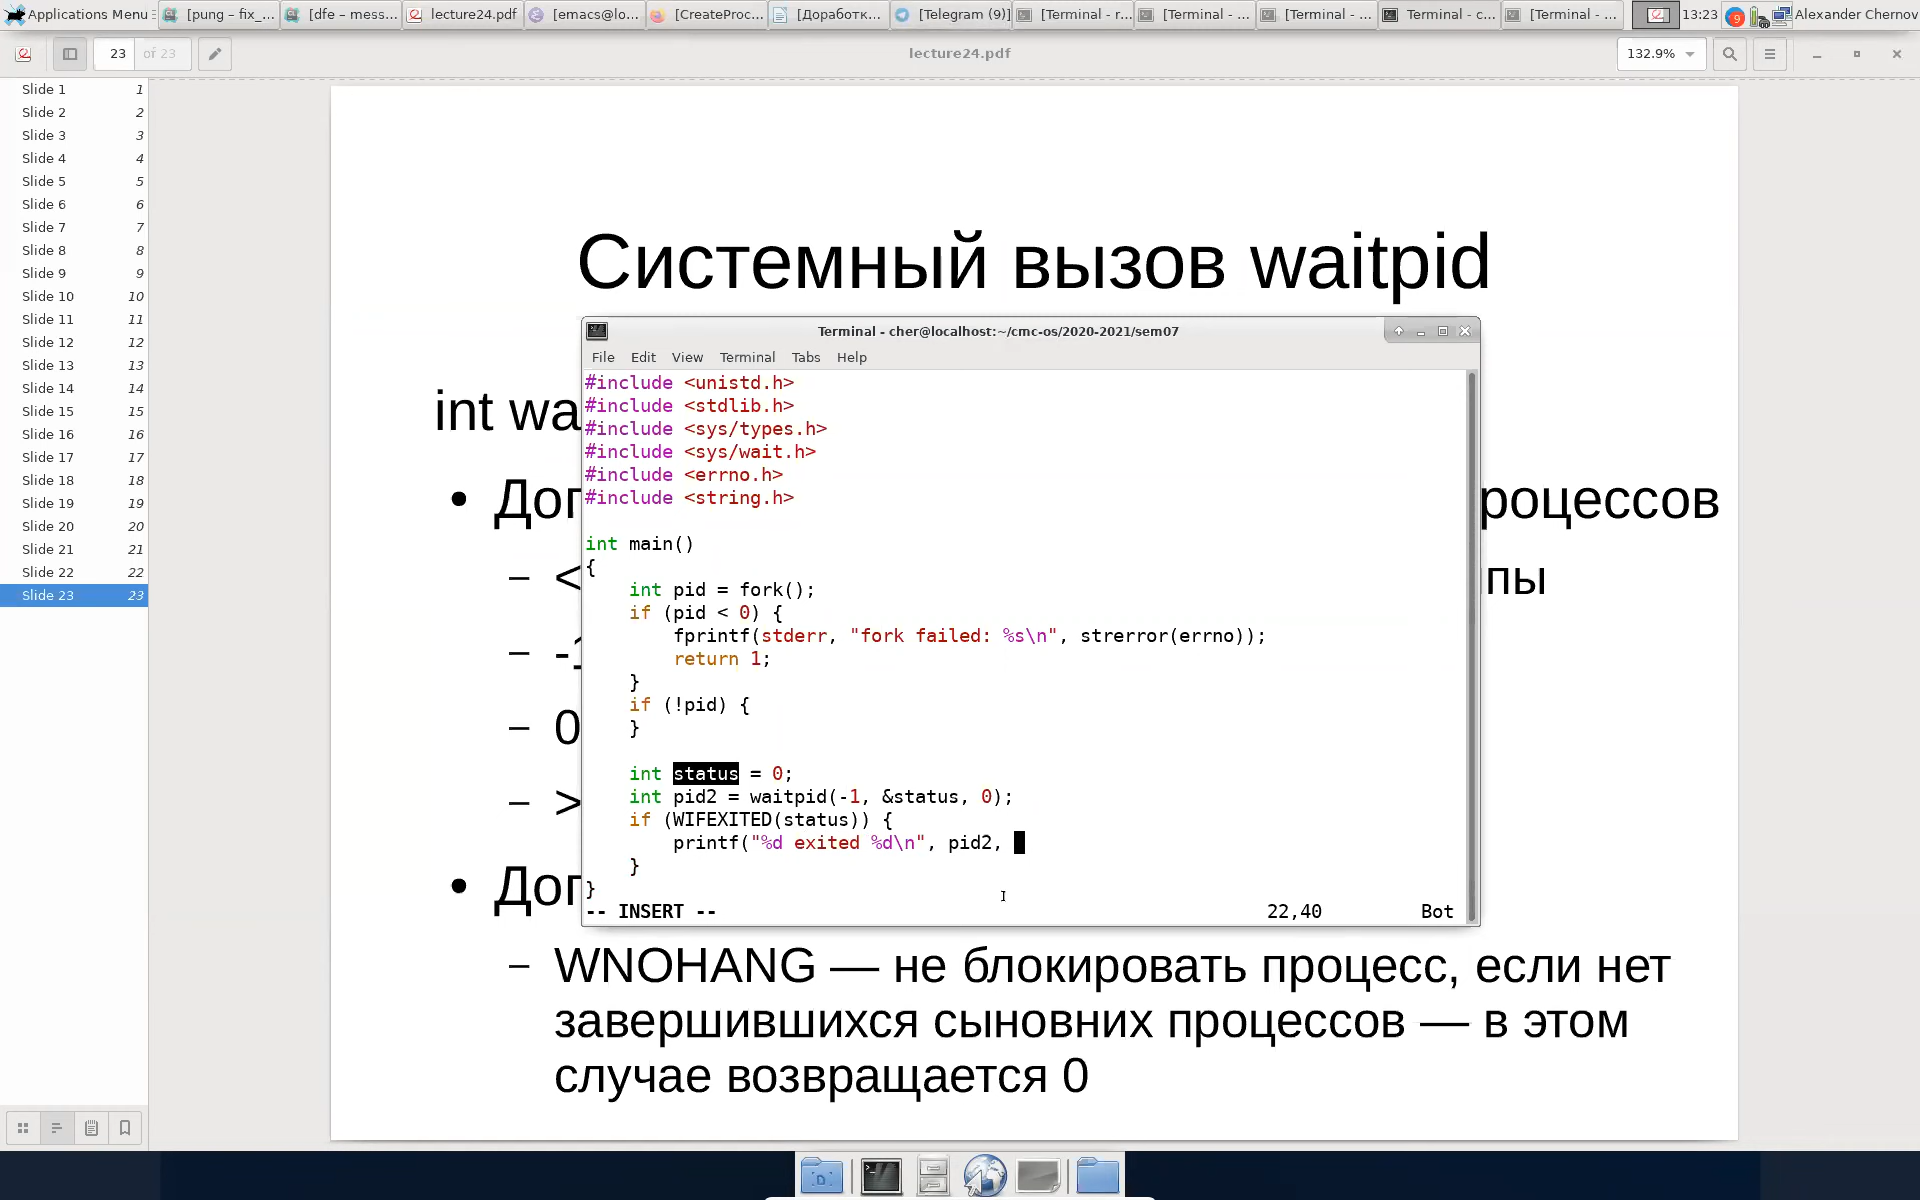 Applications Menu [pung – fix_... [dfe – mess... lecture24.pdf [emacs@lo... [CreateProc... [Доработк... [Telegram (9)] [Terminal - r... [Terminal - ... [Terminal - ... Terminal - c... [Terminal - ... 13:23 9 Alexander Chernov
23 of 23 lecture24.pdf 132.9%
Slide 1 1
Slide 2 2
Slide 3 3
Slide 4 4
Slide 5 5
Slide 6 6
Slide 7 7
Slide 8 8
Slide 9 9
Slide 10 10
Slide 11 11
Slide 12 12
Slide 13 13
Slide 14 14
Slide 15 15
Slide 16 16
Slide 17 17
Slide 18 18
Slide 19 19
Slide 20 20
Slide 21 21
Slide 22 22
Slide 23 23
Системный вызов waitpid
int wa
• Доп роцессов
– < пы
– -1
– 0
– >
• Доп
– WNOHANG — не блокировать процесс, если нет
завершившихся сыновних процессов — в этом
случае возвращается 0
Terminal - cher@localhost:~/cmc-os/2020-2021/sem07
File Edit View Terminal Tabs Help
#include <unistd.h>
#include <stdlib.h>
#include <sys/types.h>
#include <sys/wait.h>
#include <errno.h>
#include <string.h>
int main()
{
int pid = fork();
if (pid < 0) {
fprintf(stderr, "fork failed: %s\n", strerror(errno));
return 1;
}
if (!pid) {
}
int status = 0;
int pid2 = waitpid(-1, &status, 0);
if (WIFEXITED(status)) {
printf("%d exited %d\n", pid2,
}
}
-- INSERT -- 22,40 Bot